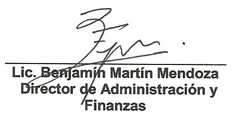 Lic. Benjamín Martín Mendoza
Director de Administración y
Finanzas